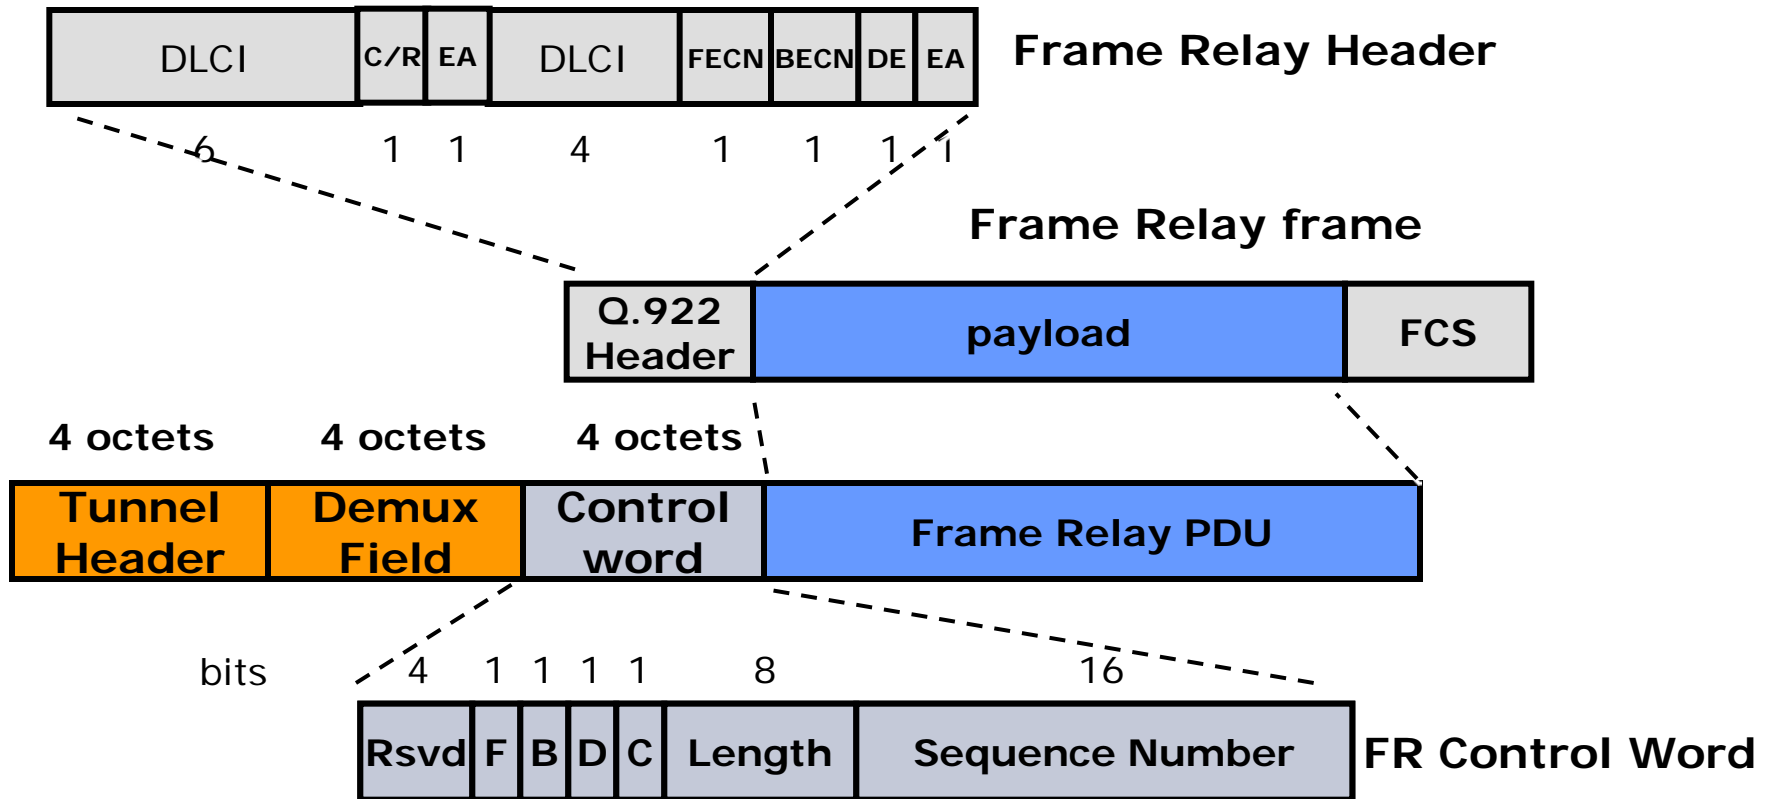 DLCI C/R EA DLCI FECN BECN DE EA Frame Relay Header
6 1 1 4 1 1 1 1
Frame Relay frame
Q.922
Header
payload
FCS
4 octets 4 octets 4 octets
Tunnel
Header
Demux
Field
Control
word
Frame Relay PDU
bits 4 1 1 1 1 8 16
Rsvd F B D C Length Sequence Number FR Control Word